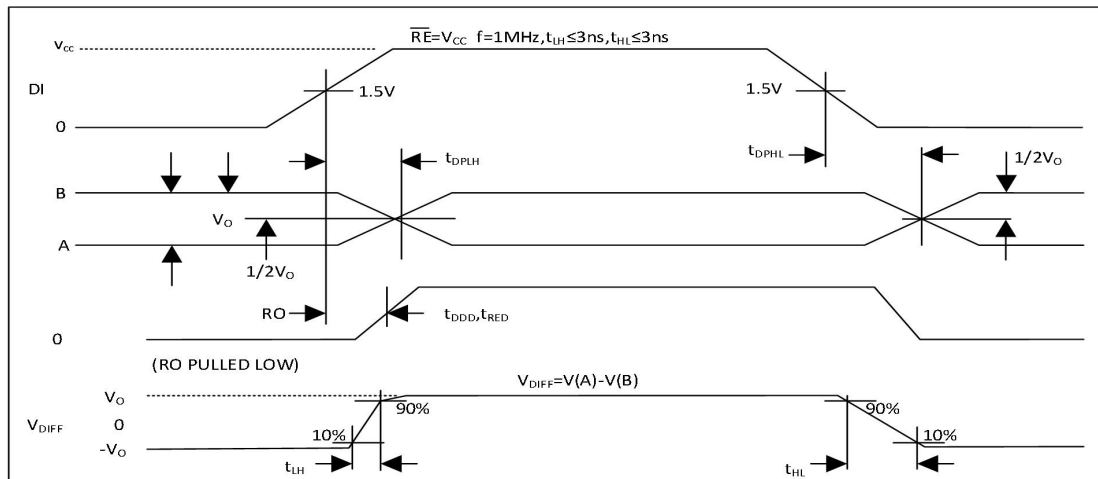 RE=VCC f=1MHz,tLH≤3ns,tHL≤3ns
vcc
DI
1.5V
1.5V
0
tDPLH
tDPHL
1/2VO
B
VO
A
1/2VO
RO
tDDD,tRED
0
(RO PULLED LOW)
VDIFF=V(A)-V(B)
VO
90%
90%
VDIFF
0
10%
10%
-VO
tLH
tHL